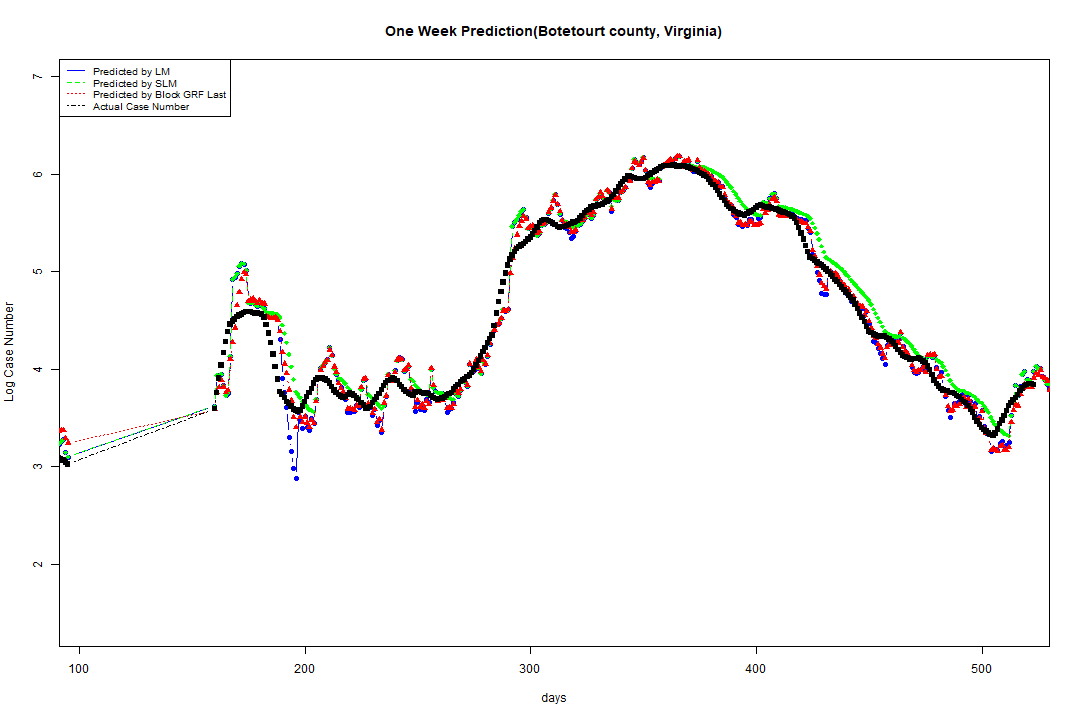 One Week Prediction(Botetourt county, Virginia)
Predicted by LM
Predicted by SLM
Predicted by Block GRF Last
Actual Case Number
7
6
5
4
3
2
Log Case Number
100 200 300 400 500
days